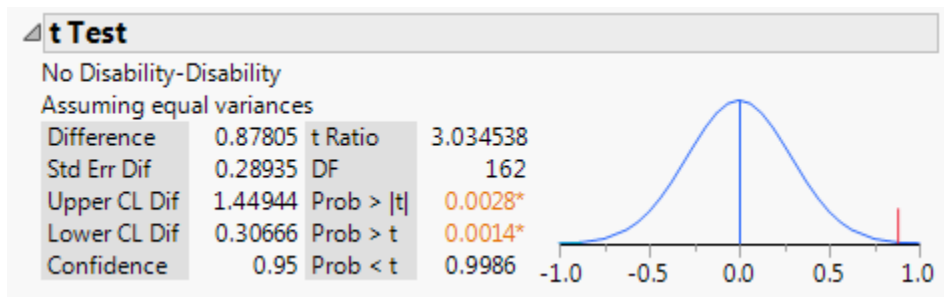 t Test
No Disability-Disability
Assuming equal variances
Difference 0.87805 t Ratio 3.034538
Std Err Dif 0.28935 DF 162
Upper CL Dif 1.44944 Prob > |t| 0.0028*
Lower CL Dif 0.30666 Prob > t 0.0014*
Confidence 0.95 Prob < t 0.9986
-1.0 -0.5 0.0 0.5 1.0